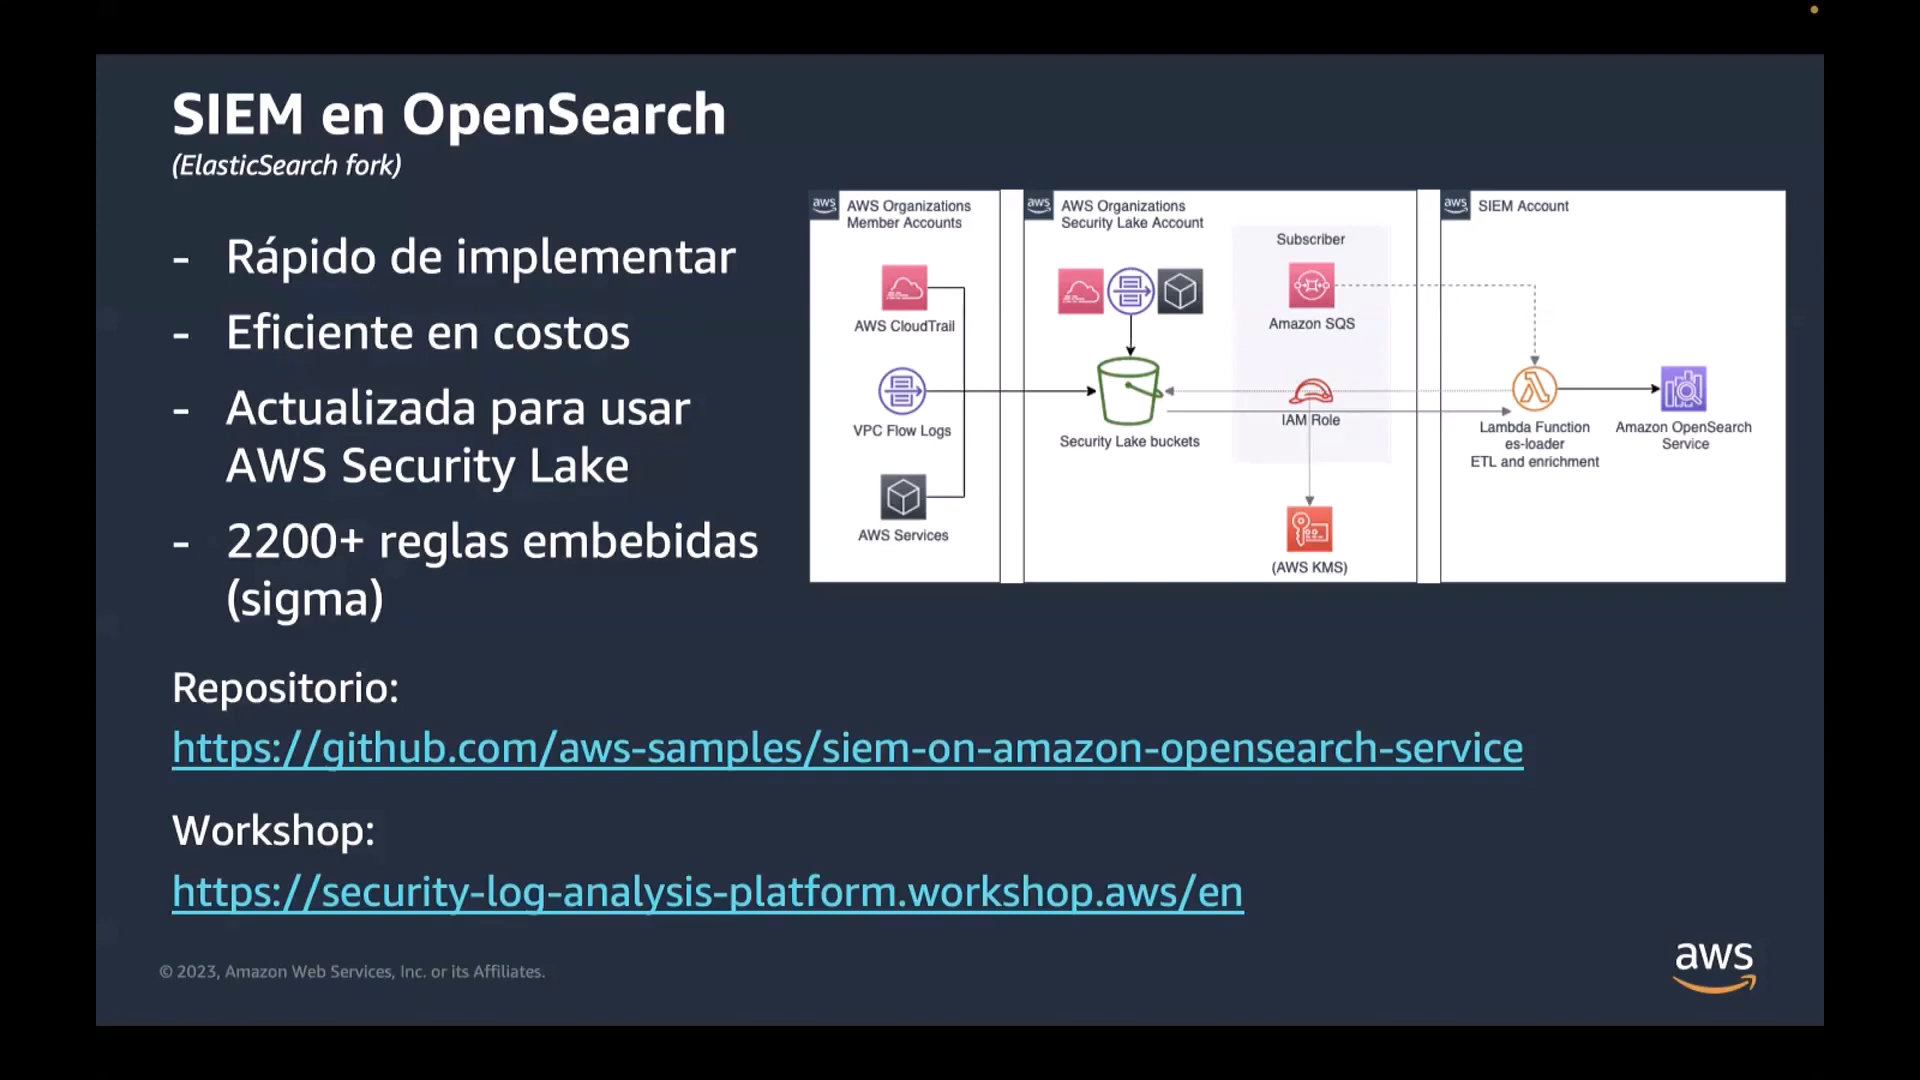 SIEM en OpenSearch
(ElasticSearch fork)
- Rápido de implementar
- Eficiente en costos
- Actualizada para usar
AWS Security Lake
- 2200+ reglas embebidas
(sigma)
aws
AWS Organizations
Member Accounts
AWS CloudTrail
VPC Flow Logs
AWS Services
aws
AWS Organizations
Security Lake Account
Security Lake buckets
Subscriber
Amazon SQS
IAM Role
(AWS KMS)
aws
SIEM Account
Lambda Function
es-loader
ETL and enrichment
Amazon OpenSearch
Service
Repositorio:
https://github.com/aws-samples/siem-on-amazon-opensearch-service
Workshop:
https://security-log-analysis-platform.workshop.aws/en
© 2023, Amazon Web Services, Inc. or its Affiliates.
aws